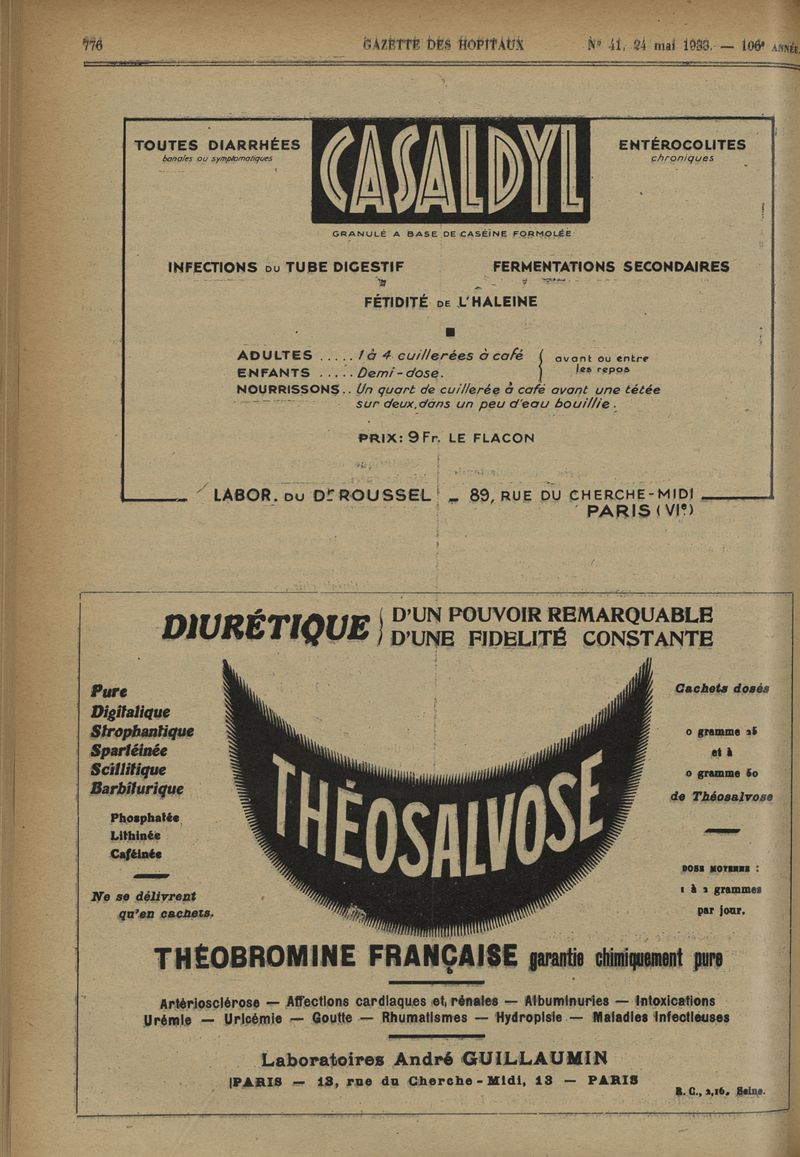 776 GAZETTE DES HOPITAUX Nº 41, 24 mai 1933. — 106e ANNÉE
TOUTES DIARRHÉES
banales ou symptomatiques
CASALDYL
ENTÉROCOLITES
chroniques
GRANULÉ A BASE DE CASÉINE FORMOLÉE
INFECTIONS DU TUBE DIGESTIF FERMENTATIONS SECONDAIRES
FÉTIDITÉ DE L'HALEINE
ADULTES ..... 1 à 4 cuillerées à café { avant ou entre
ENFANTS ..... Demi-dose. } les repas
NOURRISSONS.. Un quart de cuillerée à café avant une tétée
sur deux, dans un peu d'eau bouillie.
PRIX: 9 Fr. LE FLACON
LABOR. DU Dr ROUSSEL — 89, RUE DU CHERCHE-MIDI
PARIS (VIe)
DIURÉTIQUE
D'UN POUVOIR REMARQUABLE
D'UNE FIDELITÉ CONSTANTE
Pure
Digitalique
Strophantique
Spartéinée
Scillitique
Barbiturique
Phosphatée
Lithinée
Caféinée
Ne se délivrent
qu'en cachets.
THÉOSALVOSE
Cachets dosés
0 gramme 25
et à
0 gramme 50
de Théosalvose
DOSE MOYENNE :
1 à 2 grammes
par jour.
THÉOBROMINE FRANÇAISE garantie chimiquement pure
Artériosclérose — Affections cardiaques et rénales — Albuminuries — Intoxications
Urémie — Uricémie — Goutte — Rhumatismes — Hydropisie — Maladies Infectieuses
Laboratoires André GUILLAUMIN
PARIS — 13, rue du Cherche-Midi, 13 — PARIS
R. C., 2,16. Seine.